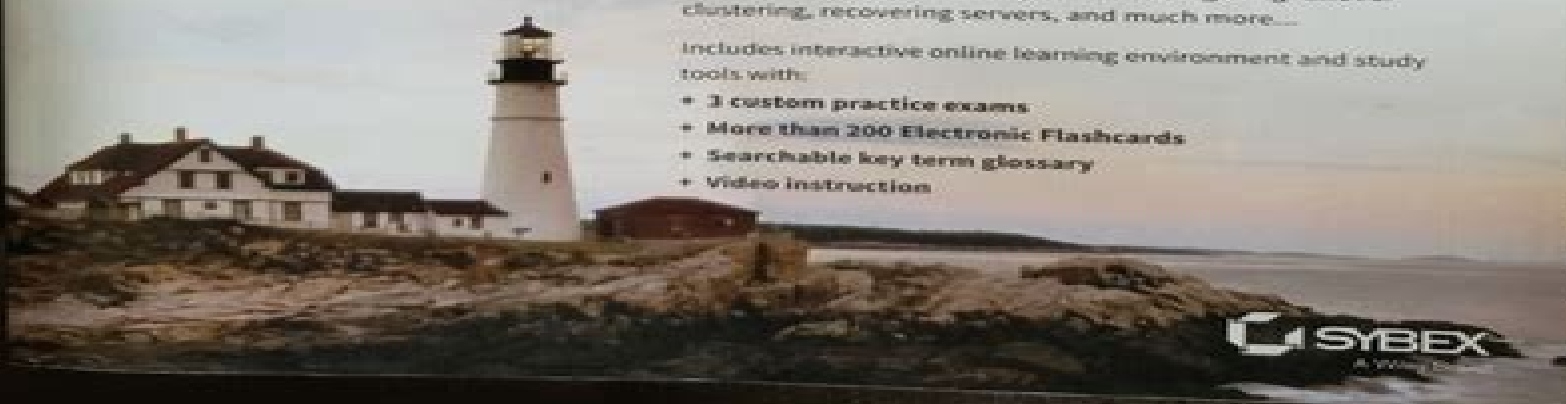 clustering, recovering servers, and much more...
Includes interactive online learning environment and study
tools with:
+ 3 custom practice exams
+ More than 200 Electronic Flashcards
+ Searchable key term glossary
+ Video instruction
SYBEX
A